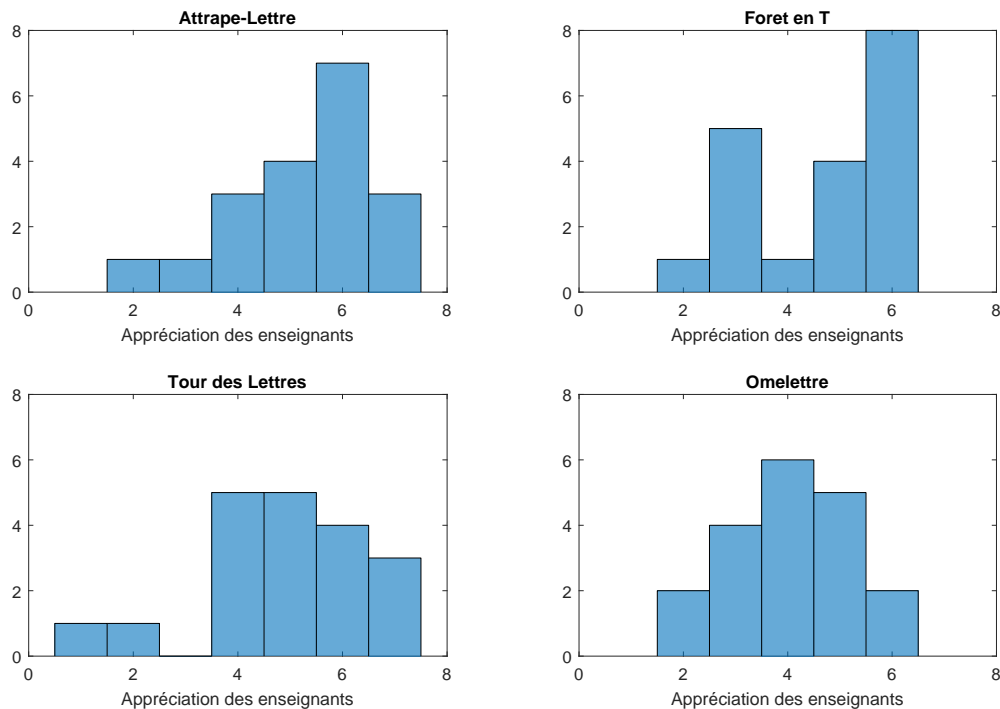 Attrape-Lettre
8
6
4
2
0
0 2 4 6 8
Appréciation des enseignants
Foret en T
8
6
4
2
0
0 2 4 6 8
Appréciation des enseignants
Tour des Lettres
8
6
4
2
0
0 2 4 6 8
Appréciation des enseignants
Omelettre
8
6
4
2
0
0 2 4 6 8
Appréciation des enseignants